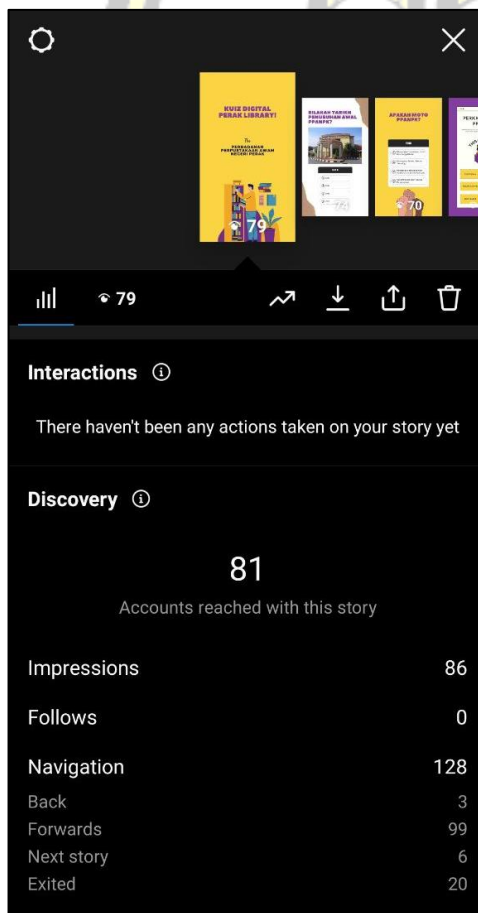 KUIZ DIGITAL
PERAK LIBRARY!
PERBADANAN
PERPUSTAKAAN AWAM
NEGERI PERAK
79
BILAKAH TARIKH
PENUBUHAN AWAL
PPANPK?
APAKAH MOTO
PPANPK?
70
79
Interactions
There haven't been any actions taken on your story yet
Discovery
81
Accounts reached with this story
Impressions 86
Follows 0
Navigation 128
Back 3
Forwards 99
Next story 6
Exited 20